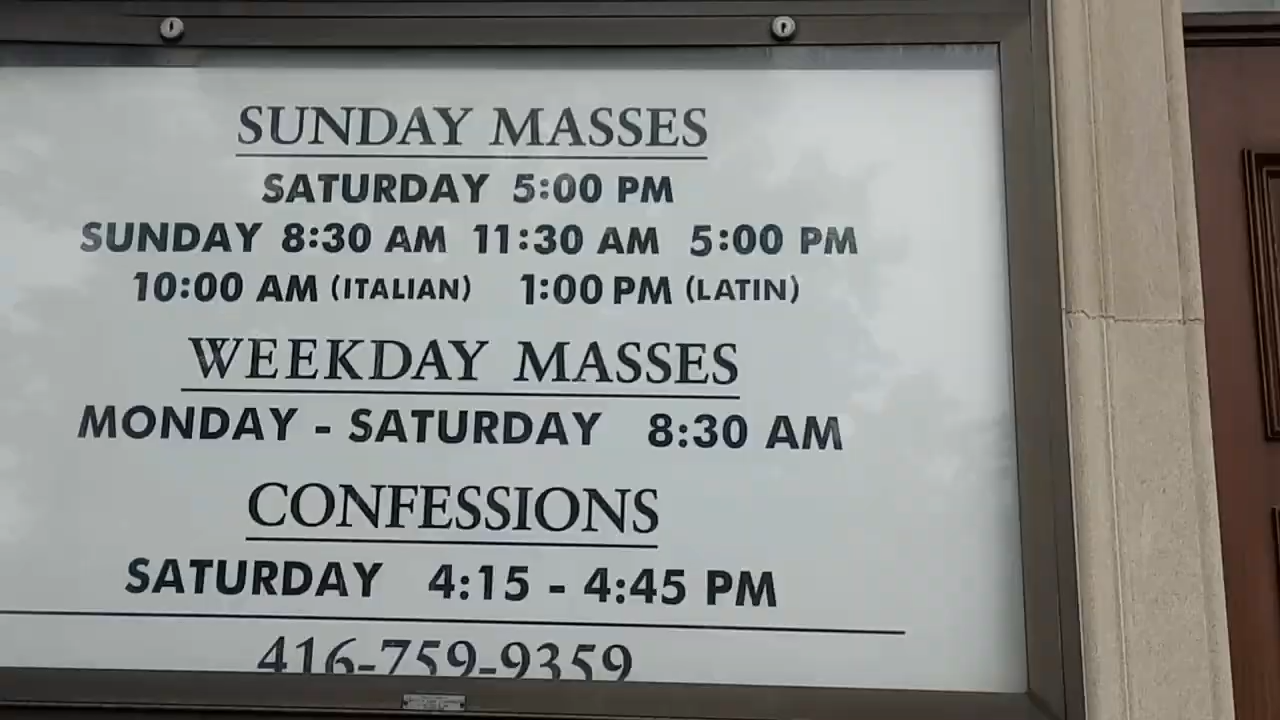 SUNDAY MASSES
SATURDAY 5:00 PM
SUNDAY 8:30 AM 11:30 AM 5:00 PM
10:00 AM (ITALIAN) 1:00 PM (LATIN)
WEEKDAY MASSES
MONDAY - SATURDAY 8:30 AM
CONFESSIONS
SATURDAY 4:15 - 4:45 PM
416-759-9359